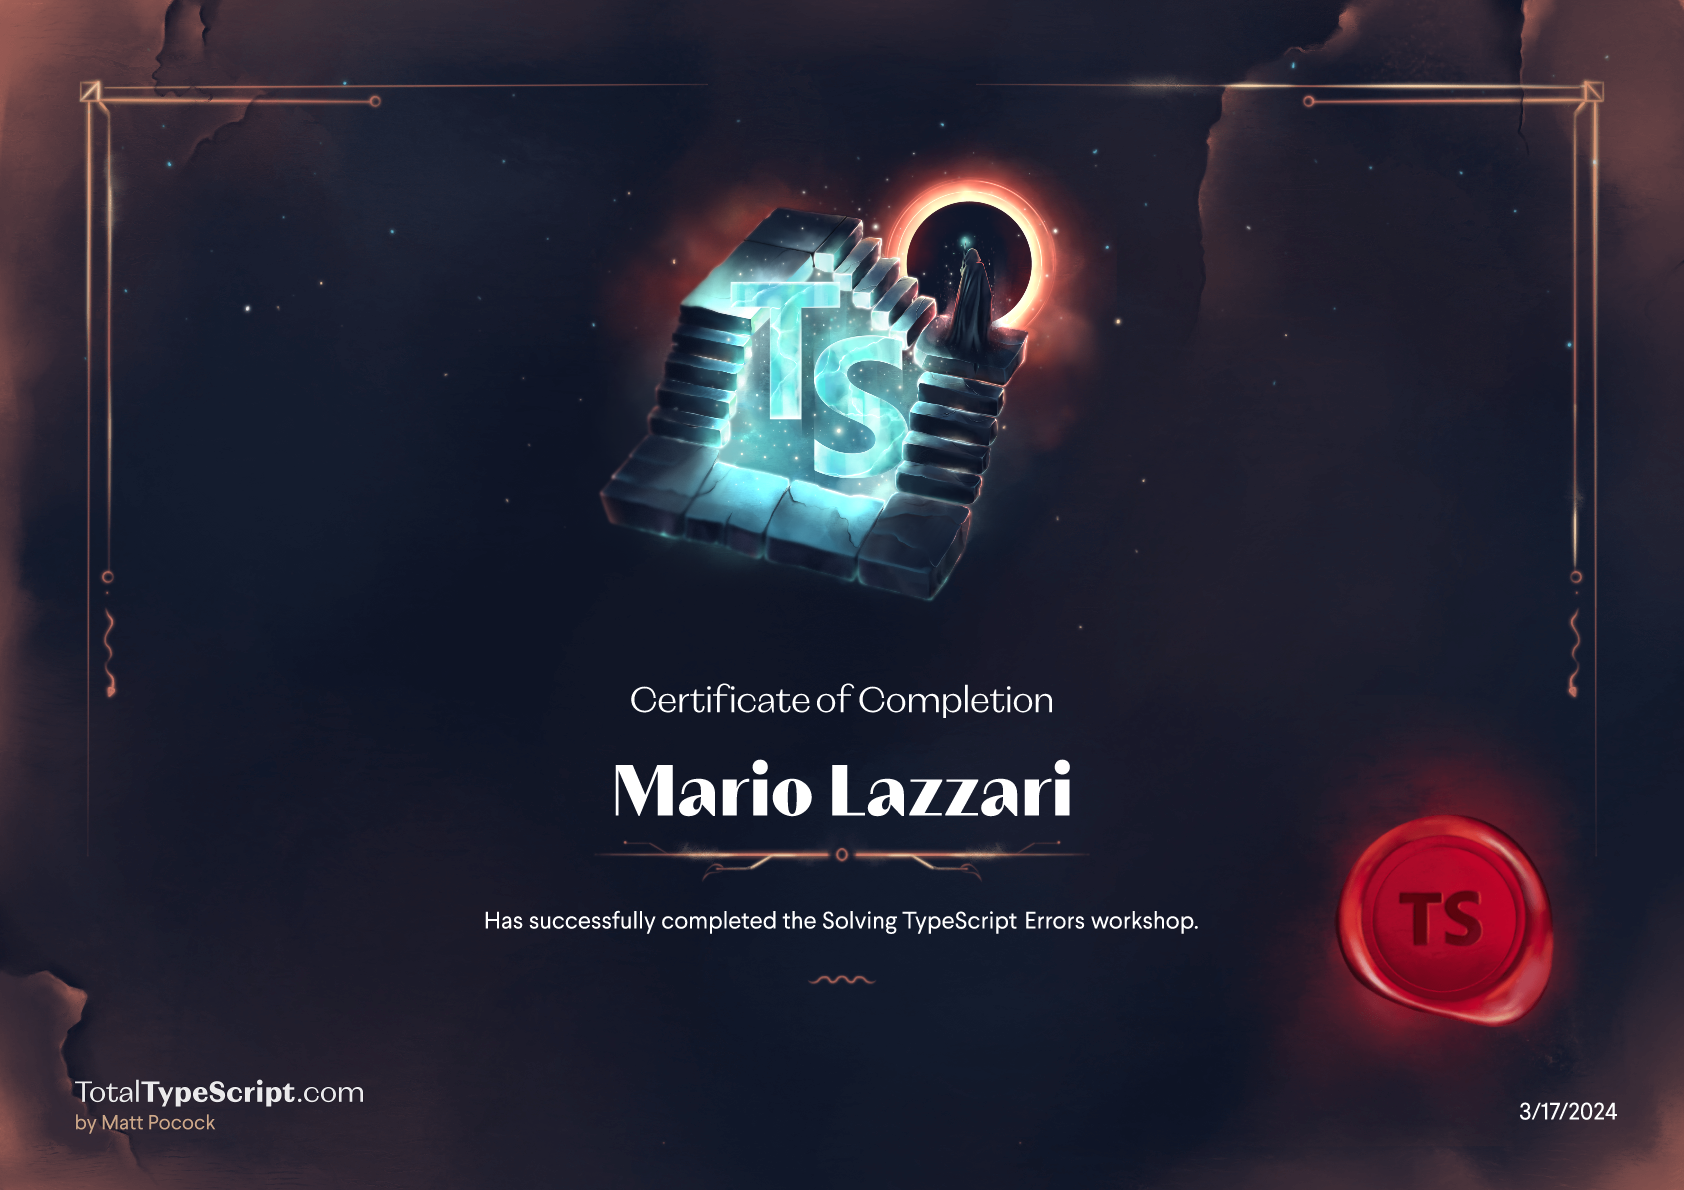 TS
Certificate of Completion
Mario Lazzari
Has successfully completed the Solving TypeScript Errors workshop.
TS
TotalTypeScript.com
by Matt Pocock
3/17/2024